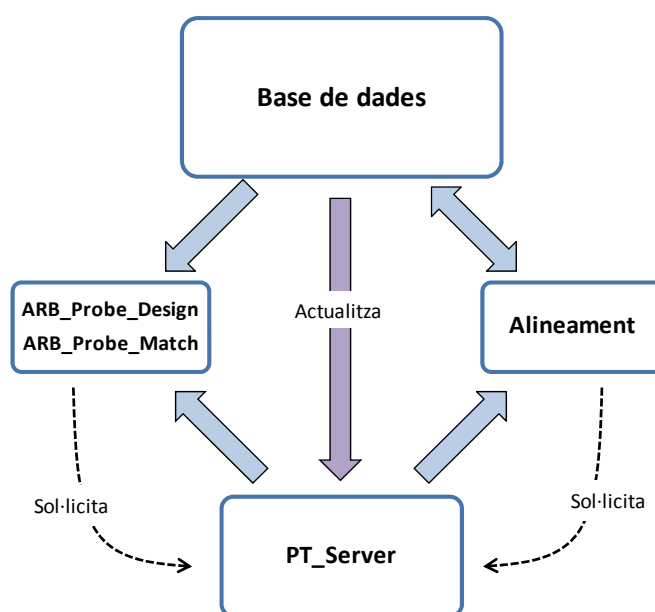 Base de dades
ARB_Probe_Design
ARB_Probe_Match
Actualitza
Alineament
Sol·licita
Sol·licita
PT_Server